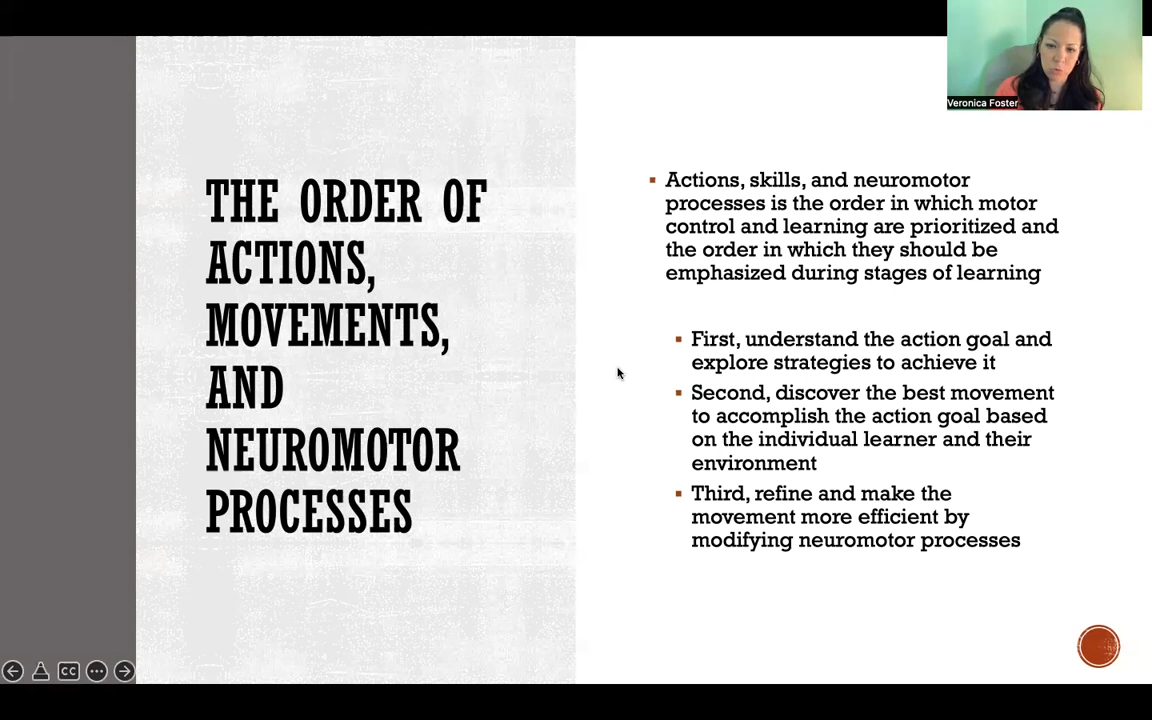 Veronica Foster
THE ORDER OF
ACTIONS,
MOVEMENTS,
AND
NEUROMOTOR
PROCESSES
Actions, skills, and neuromotor
processes is the order in which motor
control and learning are prioritized and
the order in which they should be
emphasized during stages of learning
First, understand the action goal and
explore strategies to achieve it
Second, discover the best movement
to accomplish the action goal based
on the individual learner and their
environment
Third, refine and make the
movement more efficient by
modifying neuromotor processes
CC